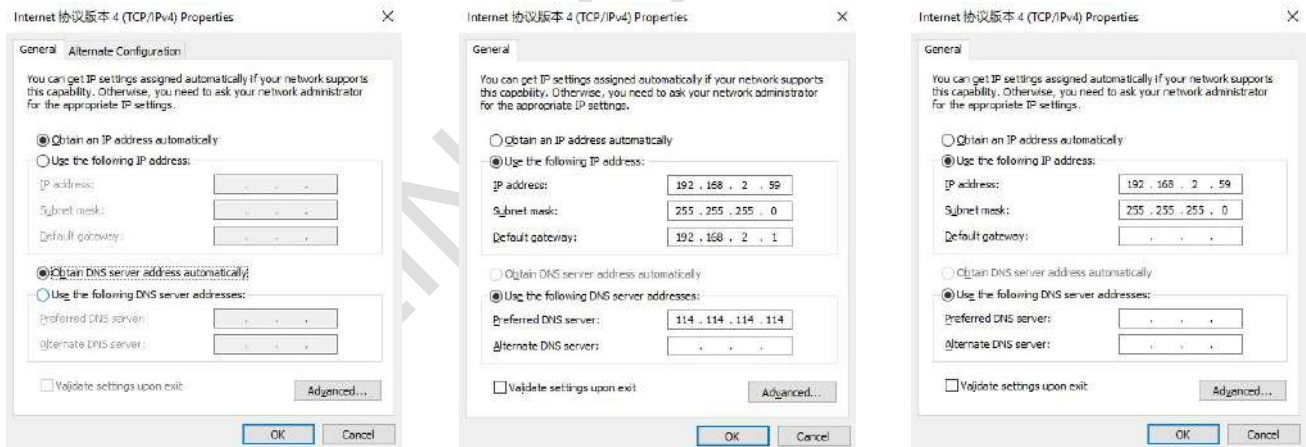 Internet 协议版本 4 (TCP/IPv4) Properties
General Alternate Configuration
You can get IP settings assigned automatically if your network supports
this capability. Otherwise, you need to ask your network administrator
for the appropriate IP settings.
Obtain an IP address automatically
Use the following IP address:
IP address:
Subnet mask:
Default gateway:
Obtain DNS server address automatically
Use the following DNS server addresses:
Preferred DNS server:
Alternate DNS server:
Validate settings upon exit
Advanced...
OK Cancel
Internet 协议版本 4 (TCP/IPv4) Properties
General
You can get IP settings assigned automatically if your network supports
this capability. Otherwise, you need to ask your network administrator
for the appropriate IP settings.
Obtain an IP address automatically
Use the following IP address:
IP address: 192 . 168 . 2 . 59
Subnet mask: 255 . 255 . 255 . 0
Default gateway: 192 . 168 . 2 . 1
Obtain DNS server address automatically
Use the following DNS server addresses:
Preferred DNS server: 114 . 114 . 114 . 114
Alternate DNS server:
Validate settings upon exit
Advanced...
OK Cancel
Internet 协议版本 4 (TCP/IPv4) Properties
General
You can get IP settings assigned automatically if your network supports
this capability. Otherwise, you need to ask your network administrator
for the appropriate IP settings.
Obtain an IP address automatically
Use the following IP address:
IP address: 192 . 168 . 2 . 59
Subnet mask: 255 . 255 . 255 . 0
Default gateway:
Obtain DNS server address automatically
Use the following DNS server addresses:
Preferred DNS server:
Alternate DNS server:
Validate settings upon exit
Advanced...
OK Cancel